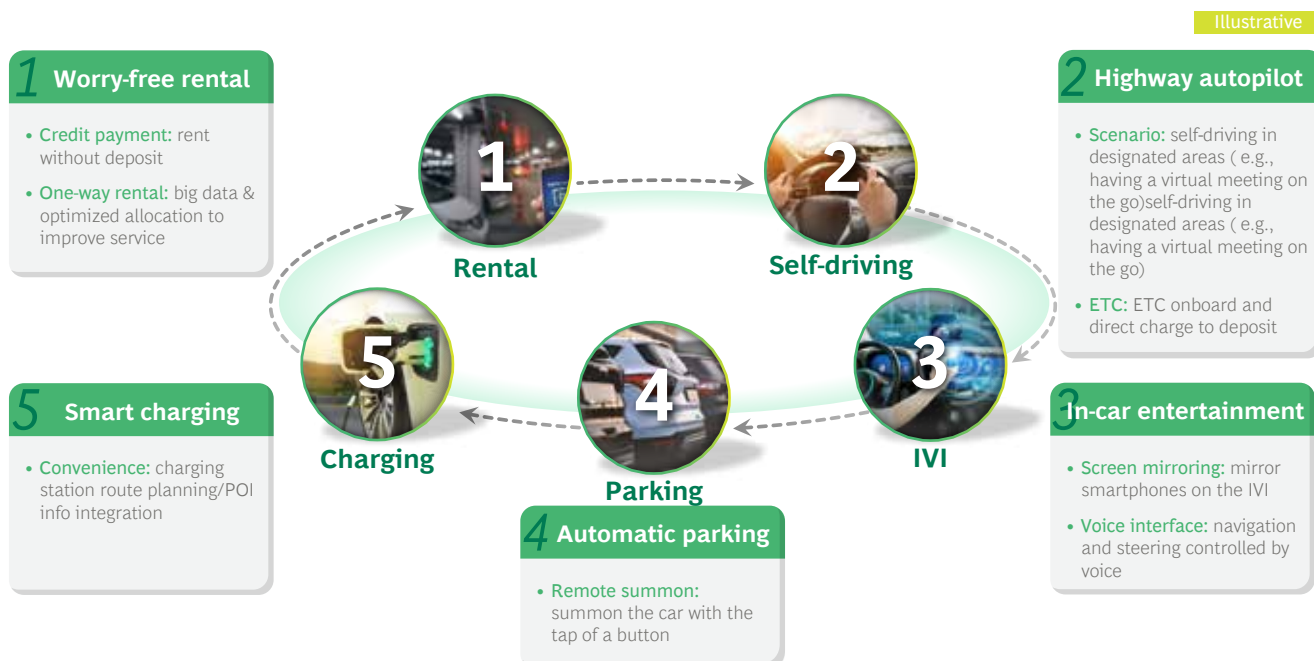 Illustrative
1 Worry-free rental
• Credit payment: rent
without deposit
• One-way rental: big data &
optimized allocation to
improve service
1
Rental
2
Self-driving
2 Highway autopilot
• Scenario: self-driving in
designated areas ( e.g.,
having a virtual meeting on
the go)self-driving in
designated areas ( e.g.,
having a virtual meeting on
the go)
• ETC: ETC onboard and
direct charge to deposit
5
Charging
4
Parking
3
IVI
5 Smart charging
• Convenience: charging
station route planning/POI
info integration
4 Automatic parking
• Remote summon:
summon the car with the
tap of a button
3 In-car entertainment
• Screen mirroring: mirror
smartphones on the IVI
• Voice interface: navigation
and steering controlled by
voice